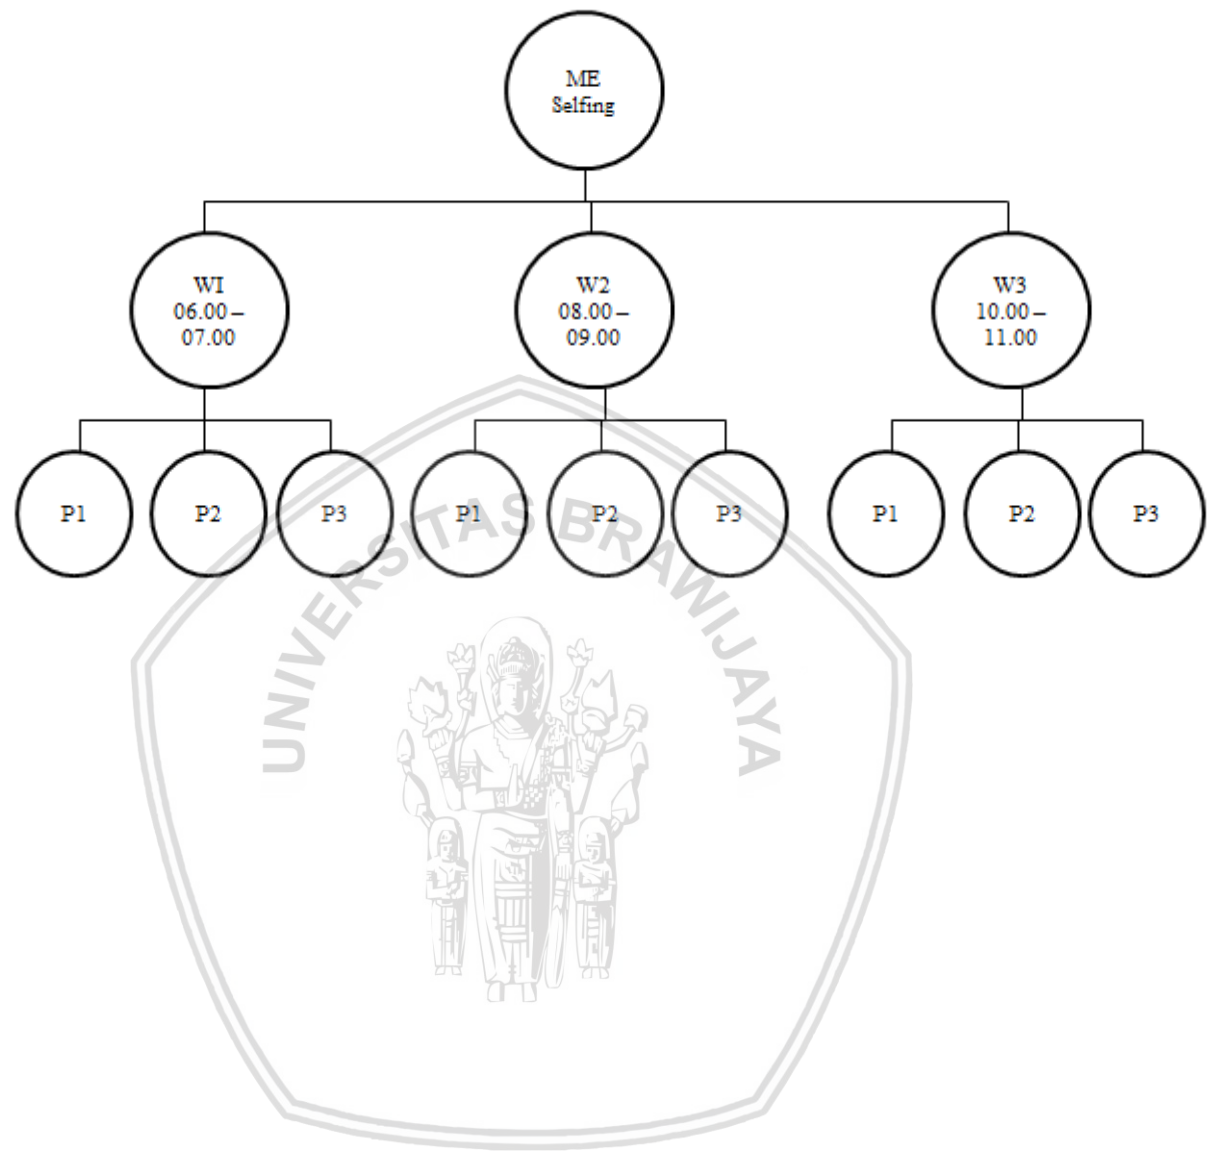 ME
Selfing
WI
06.00 –
07.00
W2
08.00 –
09.00
W3
10.00 –
11.00
P1
P2
P3
P1
P2
P3
P1
P2
P3
UNIVERSITAS BRAWIJAYA